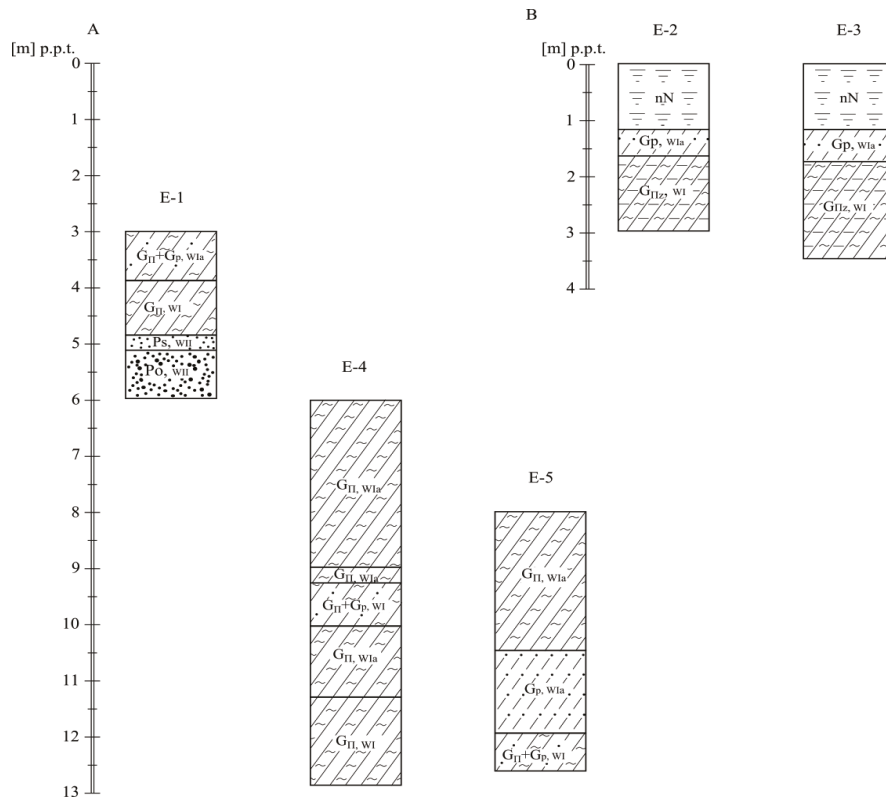 A
[m] p.p.t.
0
1
2
3
4
5
6
7
8
9
10
11
12
13
E-1
GΠ+Gp, WIa
GΠ, WI
Ps, WII
Po, WII
E-4
GΠ, WIa
GΠ, WIa
GΠ+Gp, WI
GΠ, WIa
GΠ, WI
E-5
GΠ, WIa
Gp, WIa
GΠ+Gp, WI
B
[m] p.p.t.
0
1
2
3
4
E-2
nN
Gp, WIa
GΠz, WI
E-3
nN
Gp, WIa
GΠz, WI